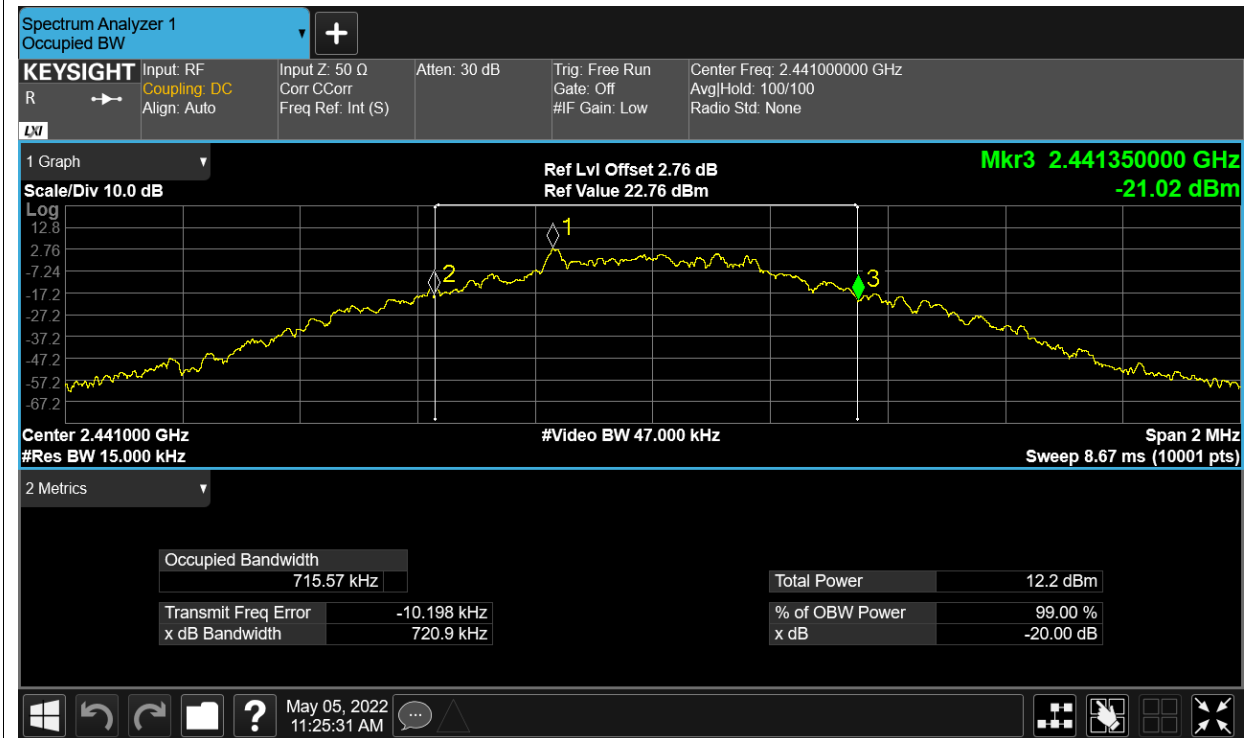 Spectrum Analyzer 1
Occupied BW
KEYSIGHT Input: RF Input Z: 50 Ω Atten: 30 dB Trig: Free Run Center Freq: 2.441000000 GHz
R Coupling: DC Corr CCorr Gate: Off Avg|Hold: 100/100
Align: Auto Freq Ref: Int (S) #IF Gain: Low Radio Std: None
LXI
1 Graph Ref Lvl Offset 2.76 dB Mkr3 2.441350000 GHz
Scale/Div 10.0 dB Ref Value 22.76 dBm -21.02 dBm
Log
12.8
2.76
-7.24
-17.2
-27.2
-37.2
-47.2
-57.2
-67.2
1
2
3
Center 2.441000 GHz #Video BW 47.000 kHz Span 2 MHz
#Res BW 15.000 kHz Sweep 8.67 ms (10001 pts)
2 Metrics
Occupied Bandwidth
715.57 kHz Total Power 12.2 dBm
Transmit Freq Error -10.198 kHz % of OBW Power 99.00 %
x dB Bandwidth 720.9 kHz x dB -20.00 dB
May 05, 2022
11:25:31 AM